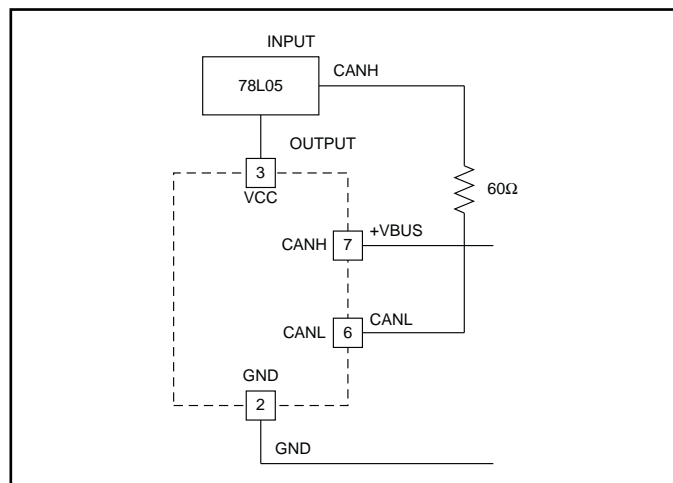 INPUT
78L05
CANH
OUTPUT
3
VCC
60Ω
CANH
7
+VBUS
CANL
6
CANL
GND
2
GND